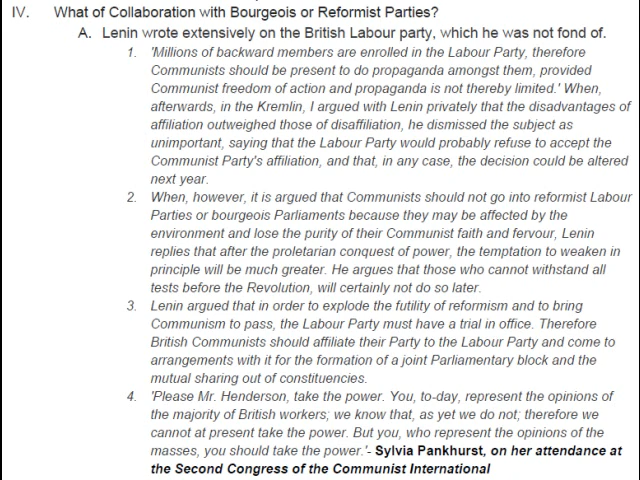 IV. What of Collaboration with Bourgeois or Reformist Parties?
A. Lenin wrote extensively on the British Labour party, which he was not fond of.
1. 'Millions of backward members are enrolled in the Labour Party, therefore
Communists should be present to do propaganda amongst them, provided
Communist freedom of action and propaganda is not thereby limited.' When,
afterwards, in the Kremlin, I argued with Lenin privately that the disadvantages of
affiliation outweighed those of disaffiliation, he dismissed the subject as
unimportant, saying that the Labour Party would probably refuse to accept the
Communist Party's affiliation, and that, in any case, the decision could be altered
next year.
2. When, however, it is argued that Communists should not go into reformist Labour
Parties or bourgeois Parliaments because they may be affected by the
environment and lose the purity of their Communist faith and fervour, Lenin
replies that after the proletarian conquest of power, the temptation to weaken in
principle will be much greater. He argues that those who cannot withstand all
tests before the Revolution, will certainly not do so later.
3. Lenin argued that in order to explode the futility of reformism and to bring
Communism to pass, the Labour Party must have a trial in office. Therefore
British Communists should affiliate their Party to the Labour Party and come to
arrangements with it for the formation of a joint Parliamentary block and the
mutual sharing out of constituencies.
4. 'Please Mr. Henderson, take the power. You, to-day, represent the opinions of
the majority of British workers; we know that, as yet we do not; therefore we
cannot at present take the power. But you, who represent the opinions of the
masses, you should take the power.'- Sylvia Pankhurst, on her attendance at
the Second Congress of the Communist International